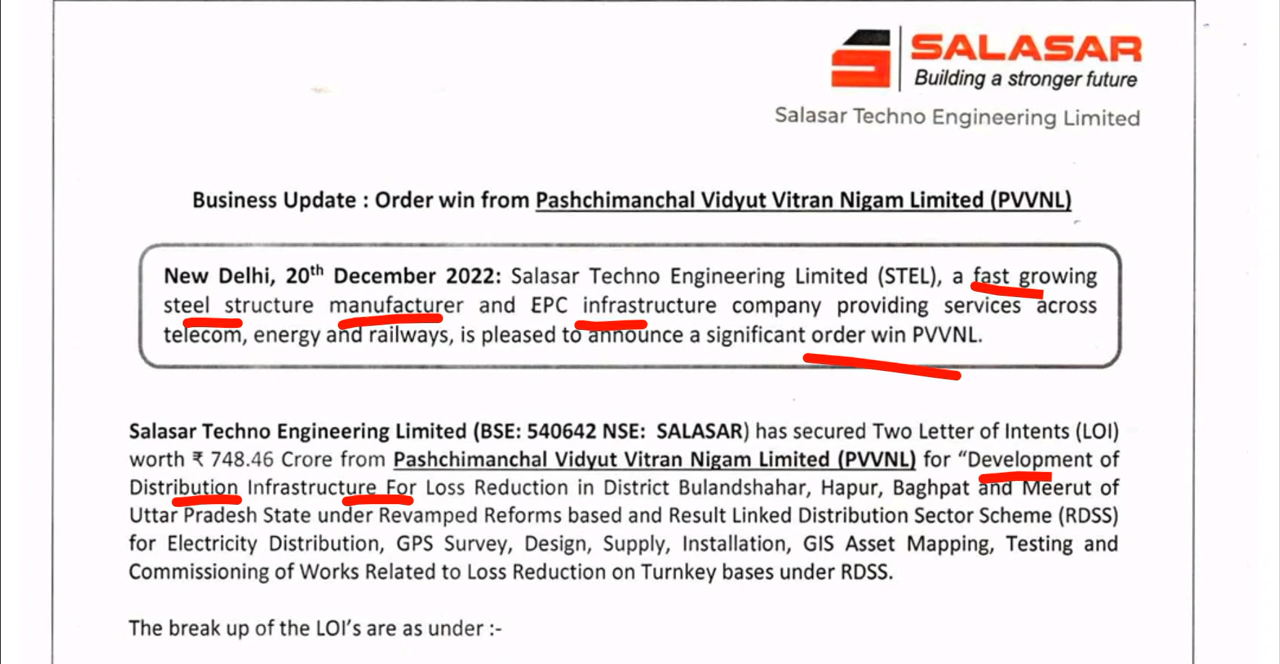 SALASAR
Building a stronger future
Salasar Techno Engineering Limited
Business Update : Order win from Pashchimanchal Vidyut Vitran Nigam Limited (PVVNL)
New Delhi, 20th December 2022: Salasar Techno Engineering Limited (STEL), a fast growing
steel structure manufacturer and EPC infrastructure company providing services across
telecom, energy and railways, is pleased to announce a significant order win PVVNL.
Salasar Techno Engineering Limited (BSE: 540642 NSE: SALASAR) has secured Two Letter of Intents (LOI)
worth ₹ 748.46 Crore from Pashchimanchal Vidyut Vitran Nigam Limited (PVVNL) for “Development of
Distribution Infrastructure For Loss Reduction in District Bulandshahar, Hapur, Baghpat and Meerut of
Uttar Pradesh State under Revamped Reforms based and Result Linked Distribution Sector Scheme (RDSS)
for Electricity Distribution, GPS Survey, Design, Supply, Installation, GIS Asset Mapping, Testing and
Commissioning of Works Related to Loss Reduction on Turnkey bases under RDSS.
The break up of the LOI’s are as under :-